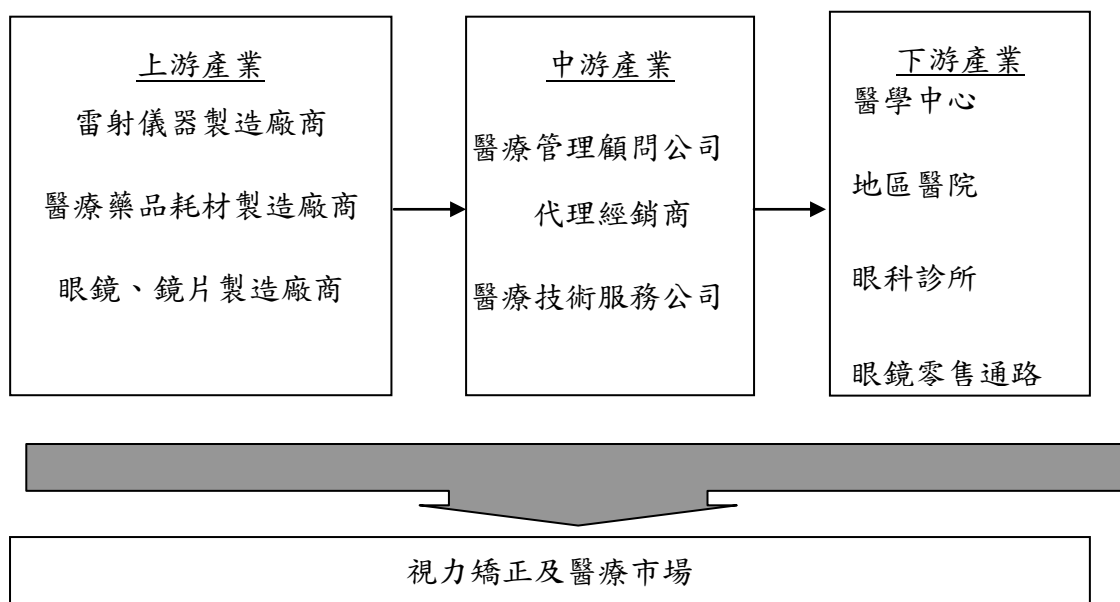 上游產業
雷射儀器製造廠商
醫療藥品耗材製造廠商
眼鏡、鏡片製造廠商
中游產業
醫療管理顧問公司
代理經銷商
醫療技術服務公司
下游產業
醫學中心
地區醫院
眼科診所
眼鏡零售通路
視力矯正及醫療市場